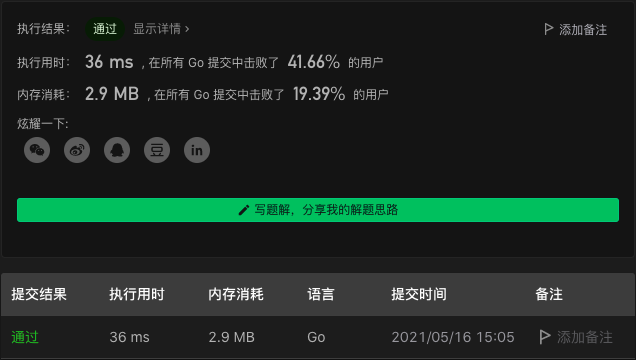 执行结果： 通过 显示详情 › 添加备注
执行用时： 36 ms , 在所有 Go 提交中击败了 41.66% 的用户
内存消耗： 2.9 MB , 在所有 Go 提交中击败了 19.39% 的用户
炫耀一下:
豆 in
写题解，分享我的解题思路
提交结果 执行用时 内存消耗 语言 提交时间 备注
通过 36 ms 2.9 MB Go 2021/05/16 15:05 添加备注